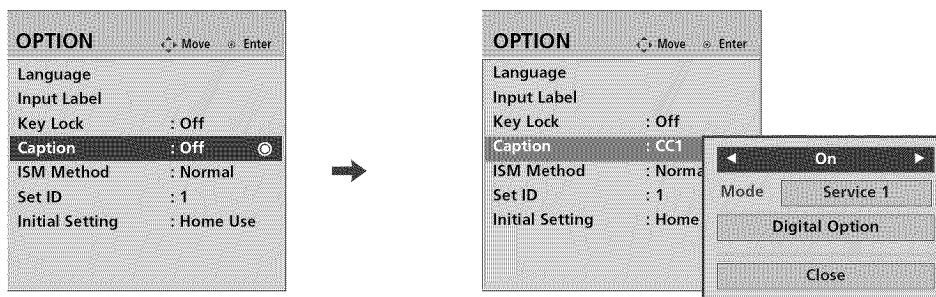 OPTION Move Enter
Language
Input Label
Key Lock : Off
Caption : Off
ISM Method : Normal
Set ID : 1
Initial Setting : Home Use
OPTION Move Enter
Language
Input Label
Key Lock : Off
Caption : CC1
ISM Method : Norma
Set ID : 1
Initial Setting : Home
On
Mode Service 1
Digital Option
Close